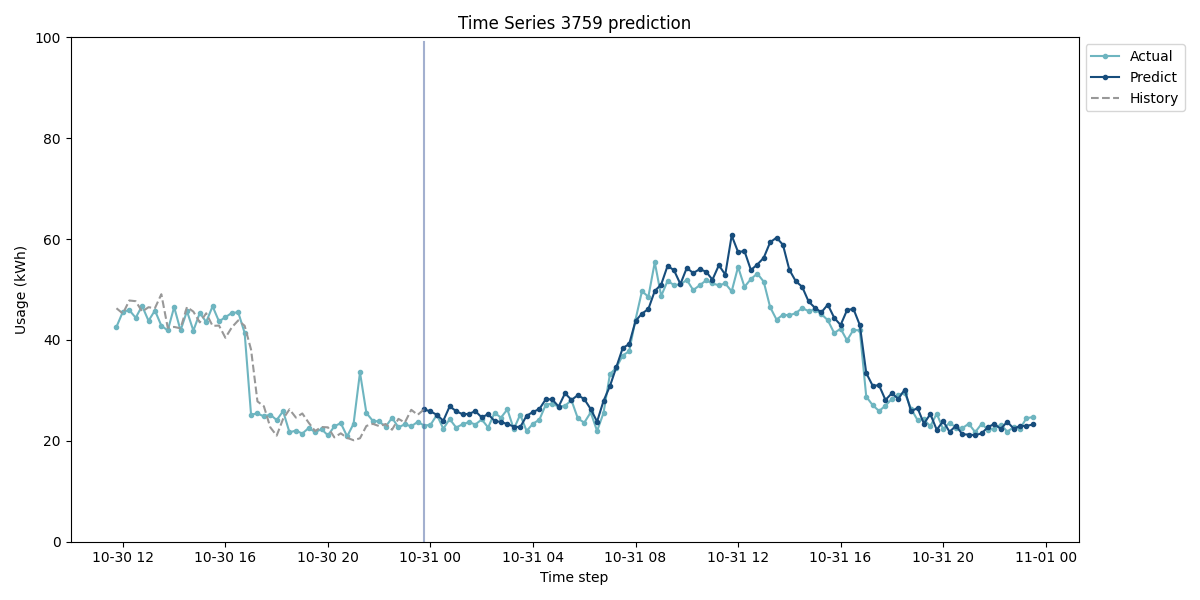 Time Series 3759 prediction
Usage (kWh)
100
80
60
40
20
0
10-30 12
10-30 16
10-30 20
10-31 00
10-31 04
10-31 08
10-31 12
10-31 16
10-31 20
11-01 00
Time step
Actual
Predict
History